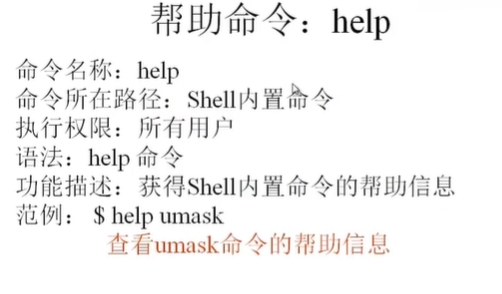 帮助命令：help
命令名称：help
命令所在路径：Shell内置命令
执行权限：所有用户
语法：help 命令
功能描述：获得Shell内置命令的帮助信息
范例： $ help umask
查看umask命令的帮助信息